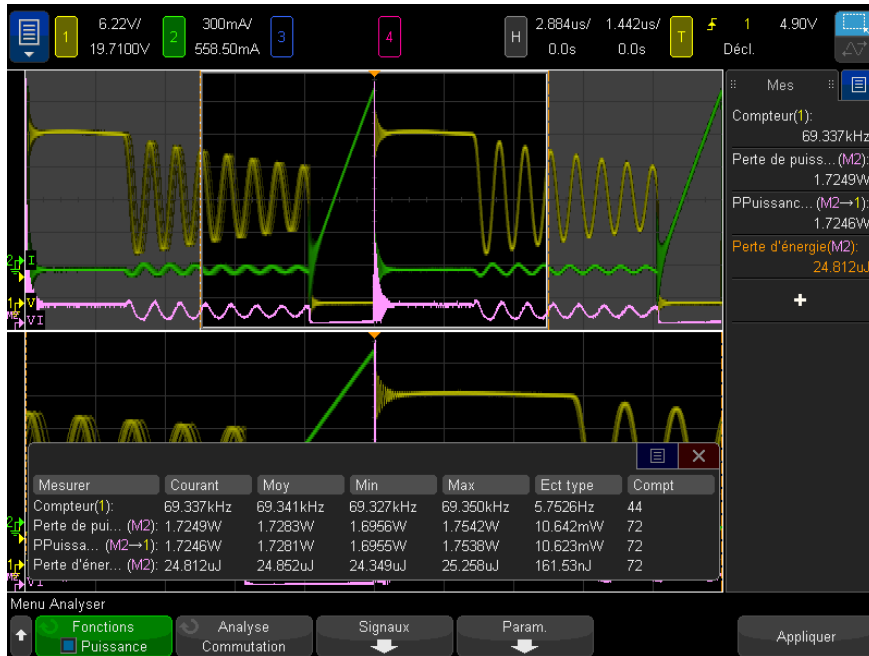 1 6.22V/ 19.7100V 2 300mA/ 558.50mA 3 4 H 2.884us/ 0.0s 1.442us/ 0.0s T 1 4.90V
Décl.
Mes
Compteur(1):
69.337kHz
Perte de puiss...(M2):
1.7249W
PPuissanc... (M2→1):
1.7246W
Perte d'énergie(M2):
24.812uJ
+
2 I
1 V
VI
Mesurer Courant Moy Min Max Ect type Compt
Compteur(1): 69.337kHz 69.341kHz 69.327kHz 69.350kHz 5.7526Hz 44
Perte de pui... (M2): 1.7249W 1.7283W 1.6956W 1.7542W 10.642mW 72
PPuissa... (M2→1): 1.7246W 1.7281W 1.6955W 1.7538W 10.623mW 72
Perte d'éner... (M2): 24.812uJ 24.852uJ 24.349uJ 25.258uJ 161.53nJ 72
2
1
VI
Menu Analyser
Fonctions
Puissance
Analyse
Commutation
Signaux
Param.
Appliquer